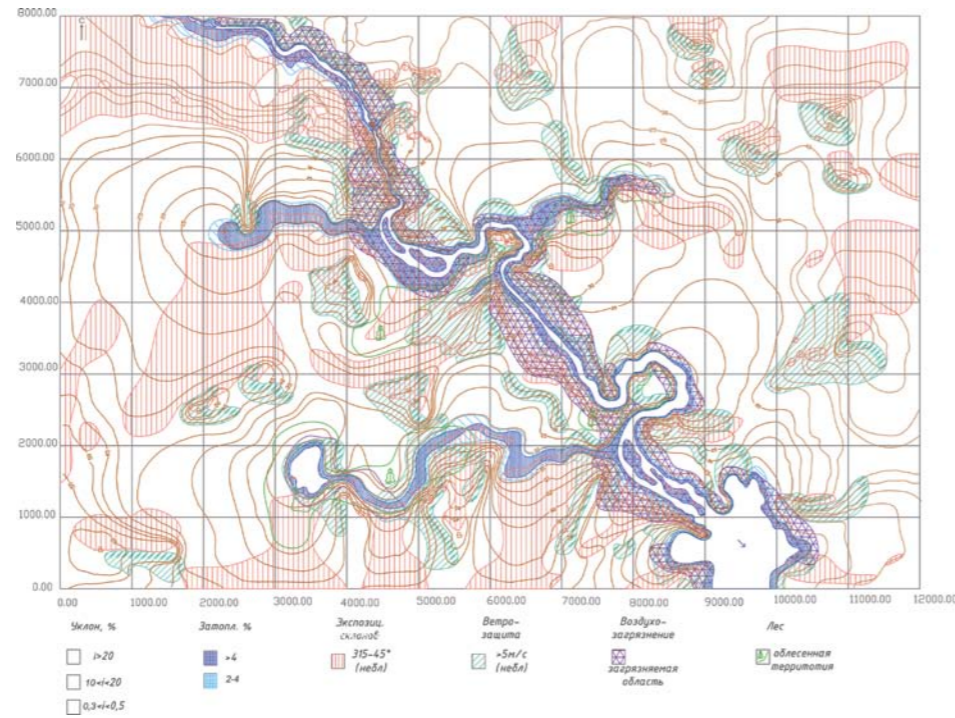 С
8000.00
7000.00
6000.00
5000.00
4000.00
3000.00
2000.00
1000.00
0.00
0.00 1000.00 2000.00 3000.00 4000.00 5000.00 6000.00 7000.00 8000.00 9000.00 10000.00 11000.00 12000.00
Уклон, % Затопл. % Экспозиц. Ветро- Воздухо- Лес
склонов защита загрязнение
i>20 >4 315-45° >5м/с облесенная
(небл) (небл) загрязняемая территория
10<i<20 2-4 область
0,3<i<0,5